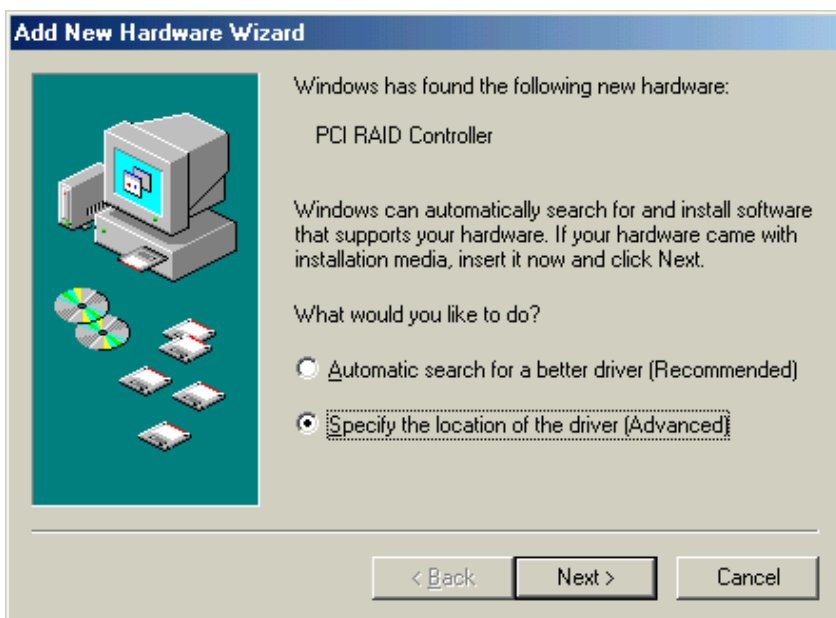 Add New Hardware Wizard
Windows has found the following new hardware:
PCI RAID Controller
Windows can automatically search for and install software
that supports your hardware. If your hardware came with
installation media, insert it now and click Next.
What would you like to do?
Automatic search for a better driver (Recommended)
Specify the location of the driver (Advanced)
< Back Next > Cancel